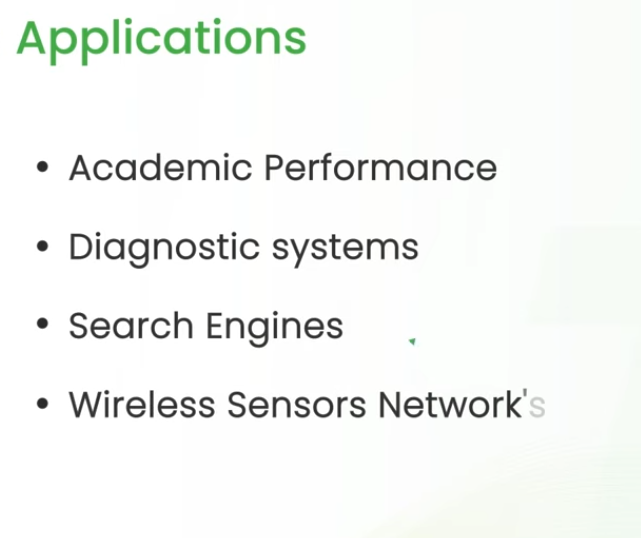 Applications
• Academic Performance
• Diagnostic systems
• Search Engines
• Wireless Sensors Network's